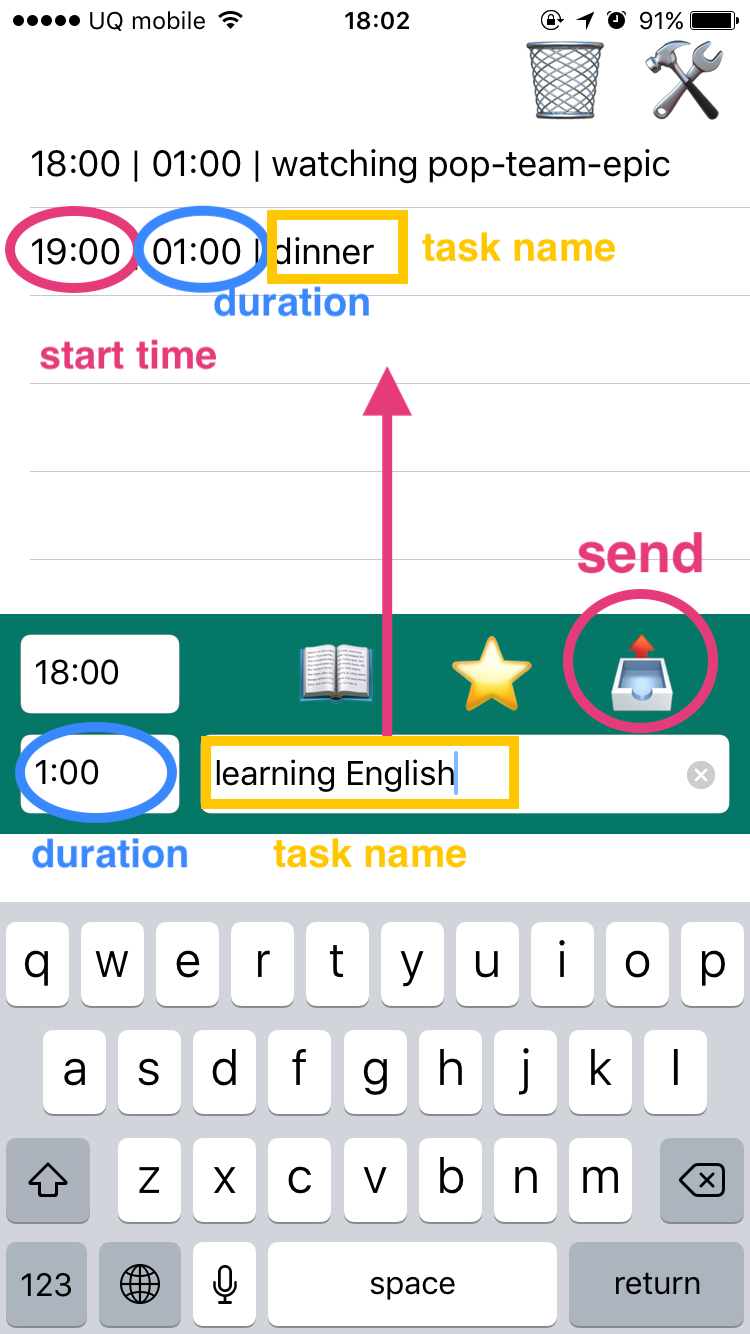 UQ mobile 18:02 91%
18:00 | 01:00 | watching pop-team-epic
19:00 | 01:00 | dinner task name
duration
start time
send
18:00
1:00 learning English
duration task name
q w e r t y u i o p
a s d f g h j k l
z x c v b n m
123 space return